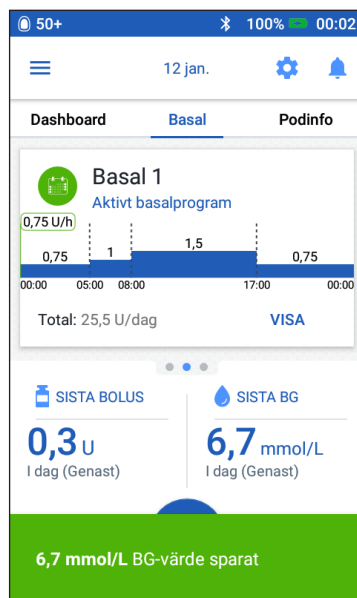 50+ 100% 00:02
12 jan.
Dashboard Basal Podinfo
Basal 1
Aktivt basalprogram
0,75 U/h
0,75 1 1,5 0,75
00:00 05:00 08:00 17:00 00:00
Total: 25,5 U/dag VISA
SISTA BOLUS SISTA BG
0,3 U 6,7 mmol/L
I dag (Genast) I dag (Genast)
6,7 mmol/L BG-värde sparat